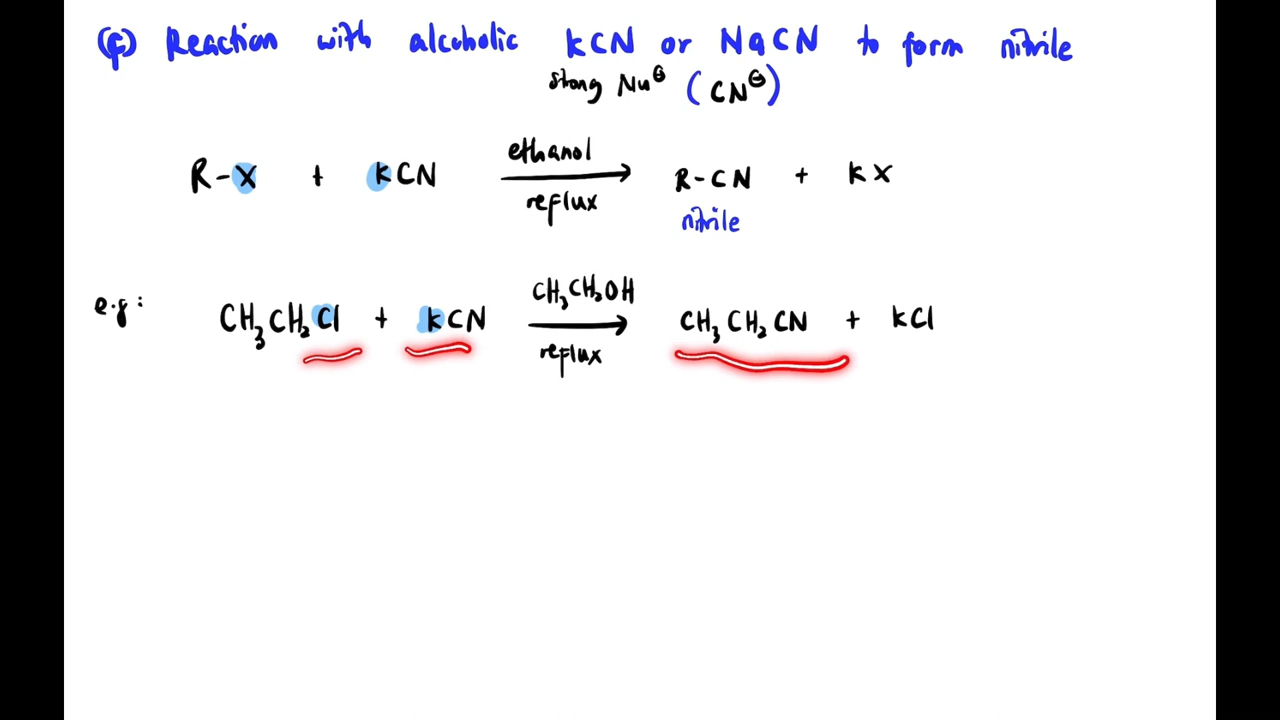 (f) Reaction with alcoholic KCN or NaCN to form nitrile
strong Nu⊖ (CN⊖)
R-X + KCN ethanol reflux → R-CN + KX
nitrile
e.g: CH₃CH₂Cl + KCN CH₃CH₂OH reflux → CH₃CH₂CN + KCl